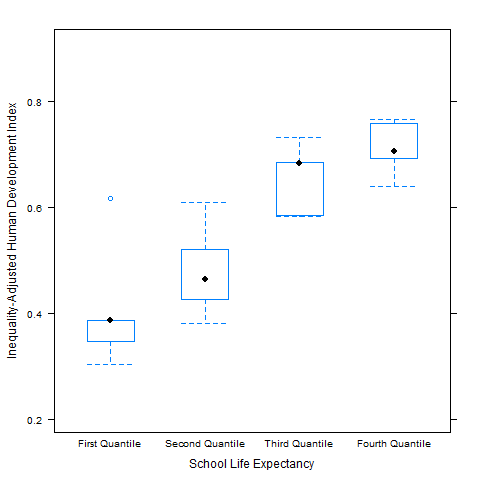 Inequality-Adjusted Human Development Index
0.8
0.6
0.4
0.2
First Quantile Second Quantile Third Quantile Fourth Quantile
School Life Expectancy